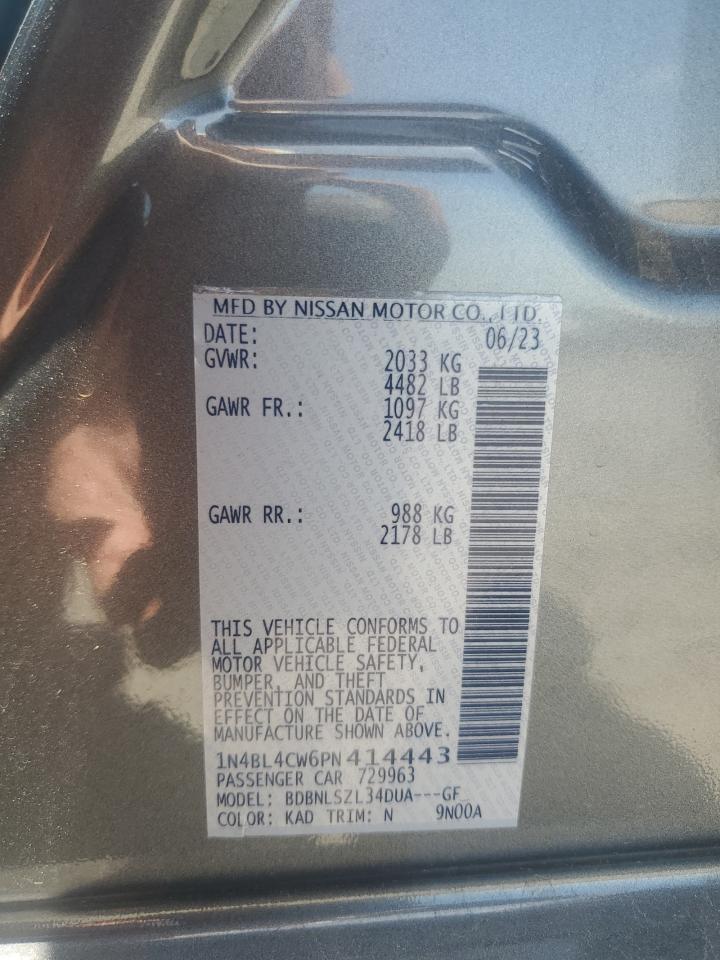 MFD BY NISSAN MOTOR CO., LTD.
DATE: 06/23
GVWR: 2033 KG
4482 LB
GAWR FR.: 1097 KG
2418 LB
GAWR RR.: 988 KG
2178 LB
THIS VEHICLE CONFORMS TO
ALL APPLICABLE FEDERAL
MOTOR VEHICLE SAFETY,
BUMPER, AND THEFT
PREVENTION STANDARDS IN
EFFECT ON THE DATE OF
MANUFACTURE SHOWN ABOVE.
1N4BL4CW6PN414443
PASSENGER CAR 729963
MODEL: BDBNLSZL34DUA---GF
COLOR: KAD TRIM: N 9N00A